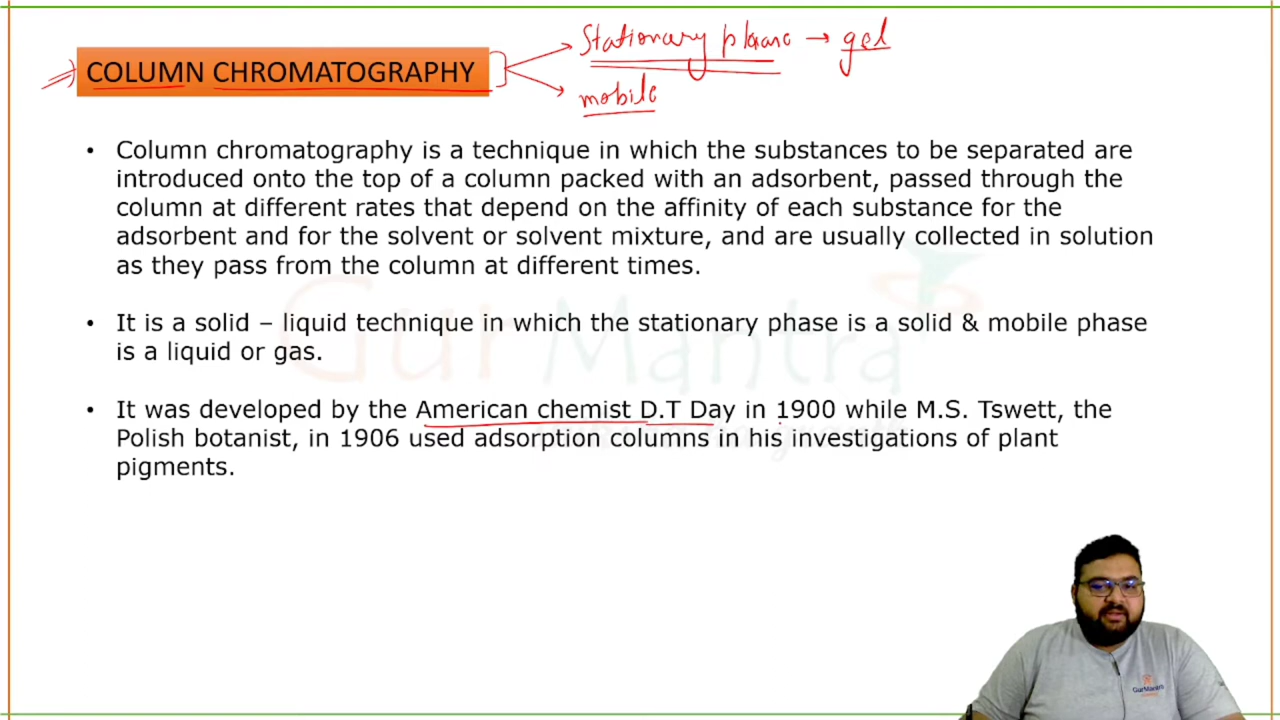 Stationary phase → gel
COLUMN CHROMATOGRAPHY
mobile
• Column chromatography is a technique in which the substances to be separated are
introduced onto the top of a column packed with an adsorbent, passed through the
column at different rates that depend on the affinity of each substance for the
adsorbent and for the solvent or solvent mixture, and are usually collected in solution
as they pass from the column at different times.
• It is a solid – liquid technique in which the stationary phase is a solid & mobile phase
is a liquid or gas.
• It was developed by the American chemist D.T Day in 1900 while M.S. Tswett, the
Polish botanist, in 1906 used adsorption columns in his investigations of plant
pigments.
GurMantra
GurMantra